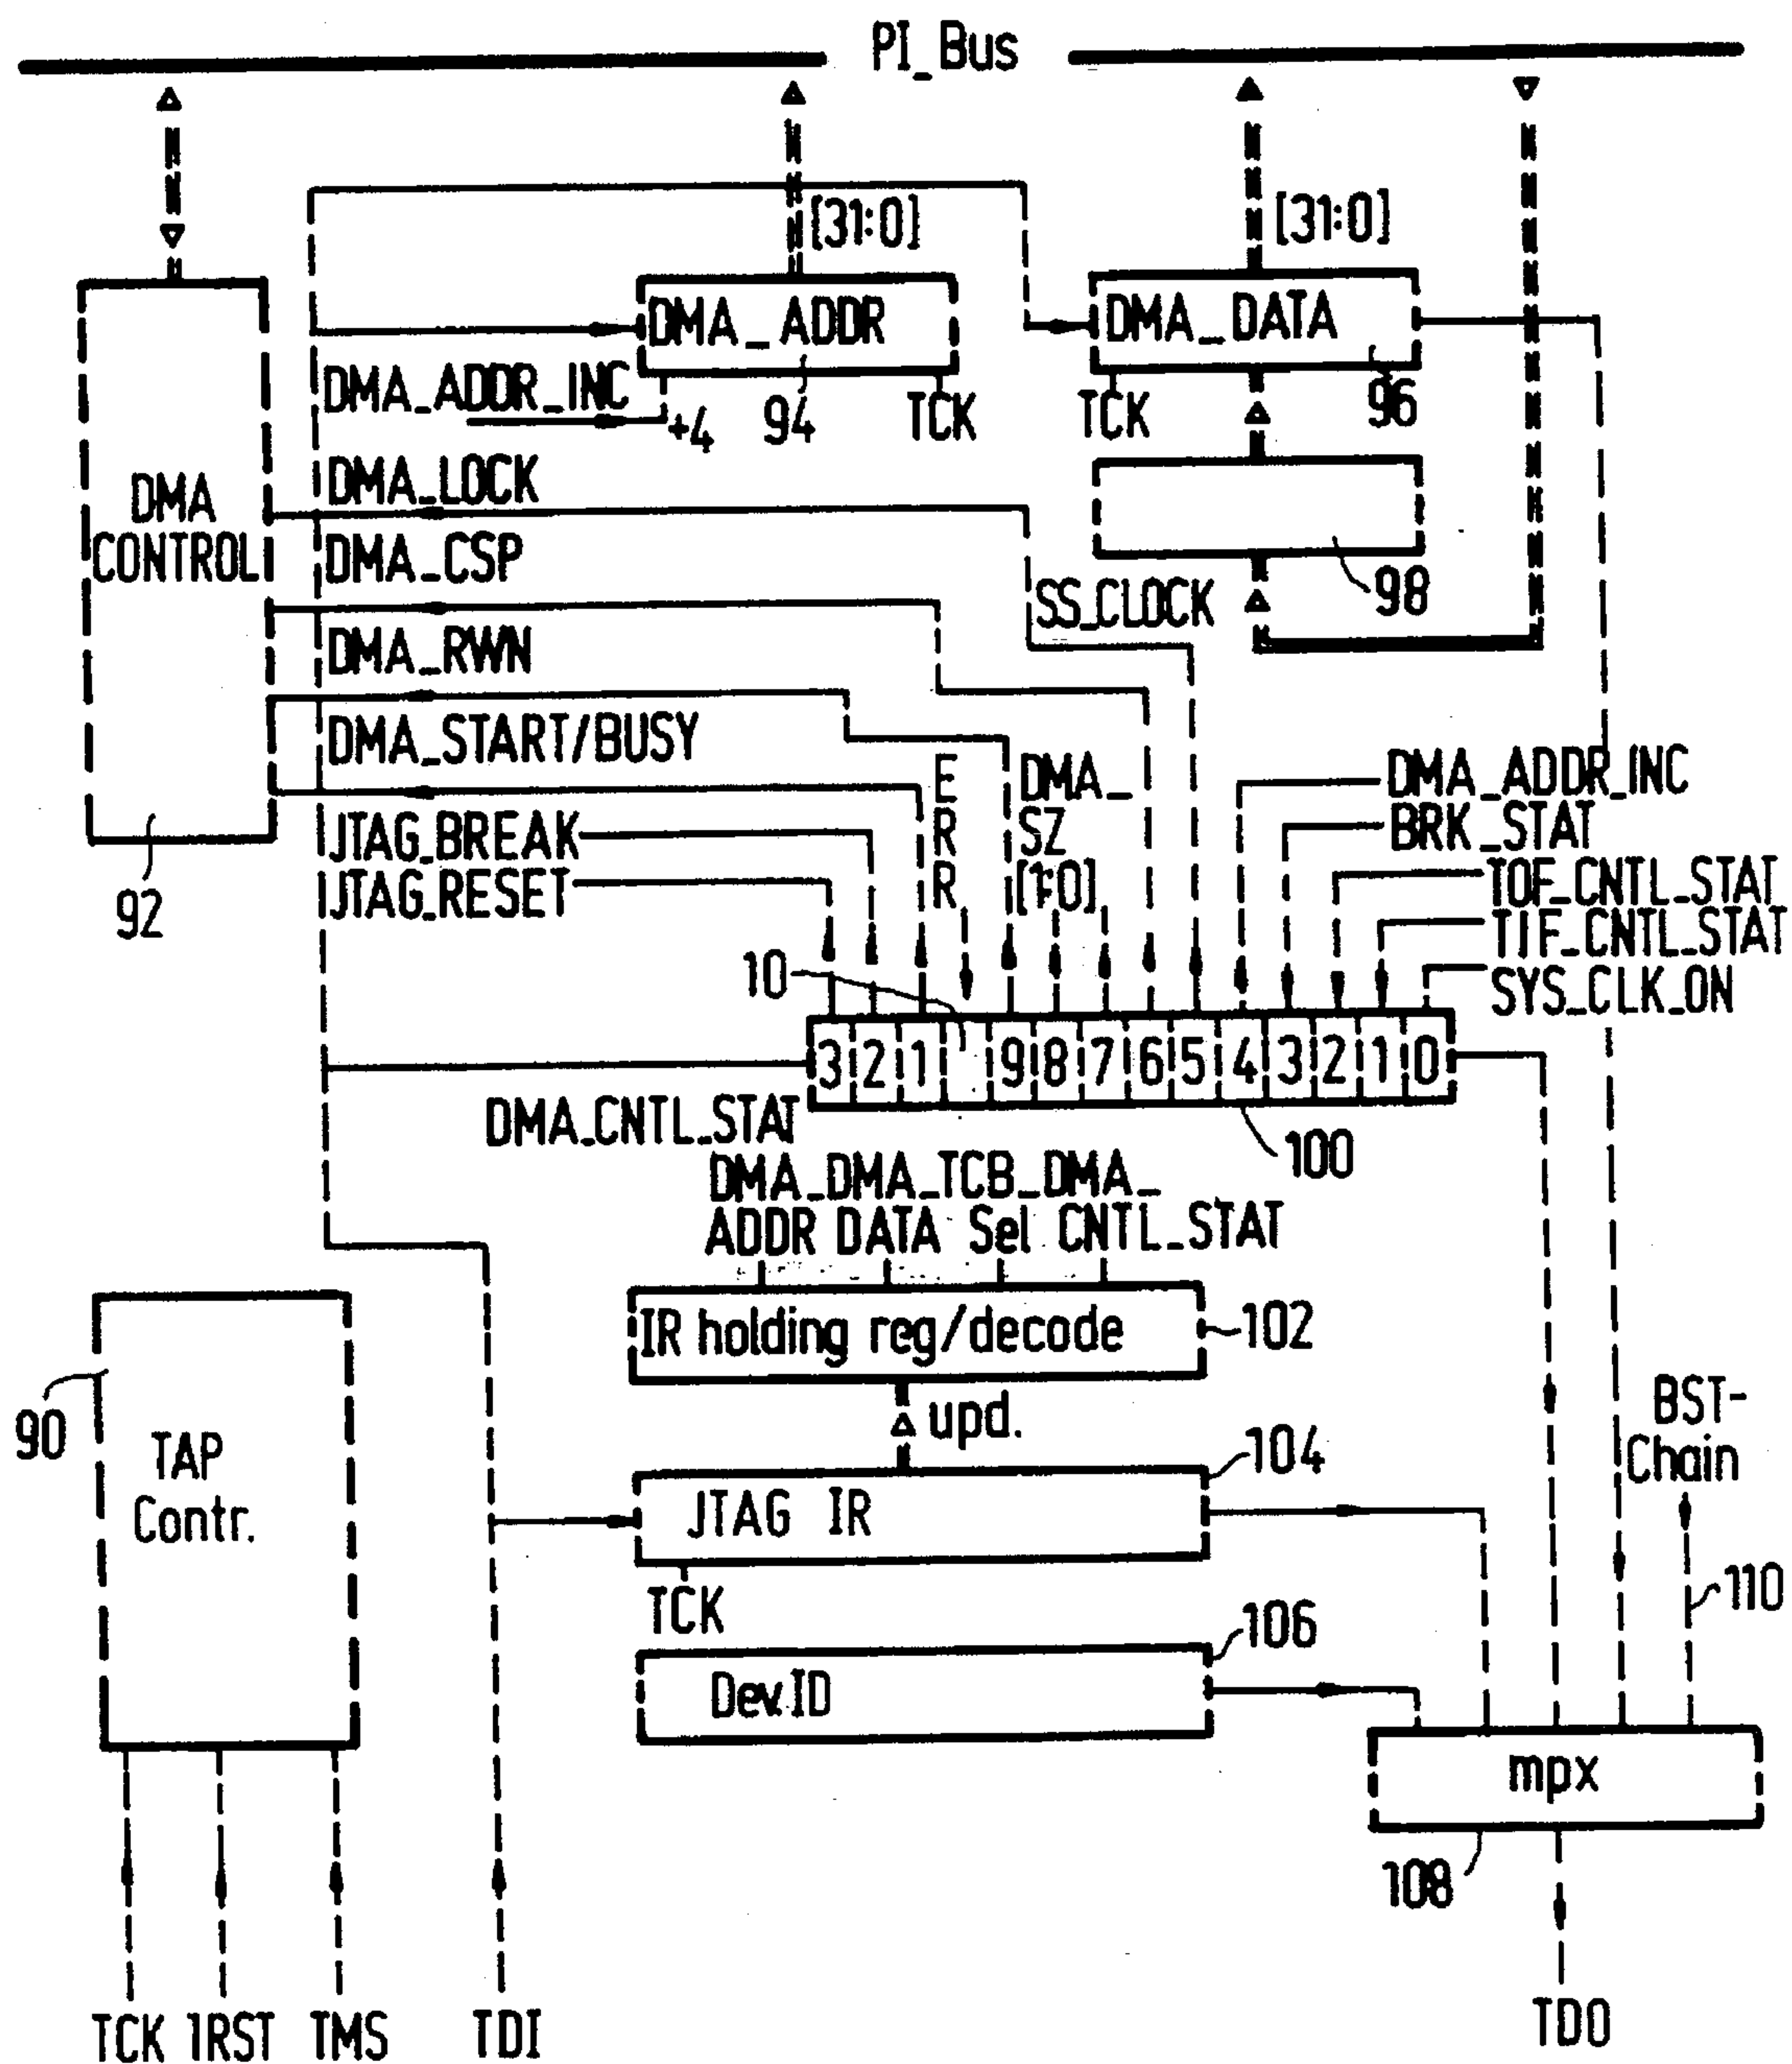 PI_Bus
[31:0]
[31:0]
DMA_ADDR
DMA_DATA
DMA_ADDR_INC
+4
94
TCK
TCK
96
DMA_LOCK
DMA
CONTROL
DMA_CSP
98
SS_CLOCK
DMA_RWN
DMA_START/BUSY
E
R
R
DMA_
SZ
[1:0]
DMA_ADDR_INC
BRK_STAT
TOF_CNTL_STAT
TIF_CNTL_STAT
SYS_CLK_ON
JTAG_BREAK
JTAG_RESET
92
10
3 2 1 9 8 7 6 5 4 3 2 1 0
DMA_CNTL_STAT
100
DMA_DMA_TCB_DMA_
ADDR DATA Sel CNTL_STAT
IR holding reg/decode
102
upd.
90
TAP
Contr.
104
BST-
Chain
JTAG IR
TCK
110
106
Dev.ID
mpx
108
TCK 1RST TMS TDI
TDO